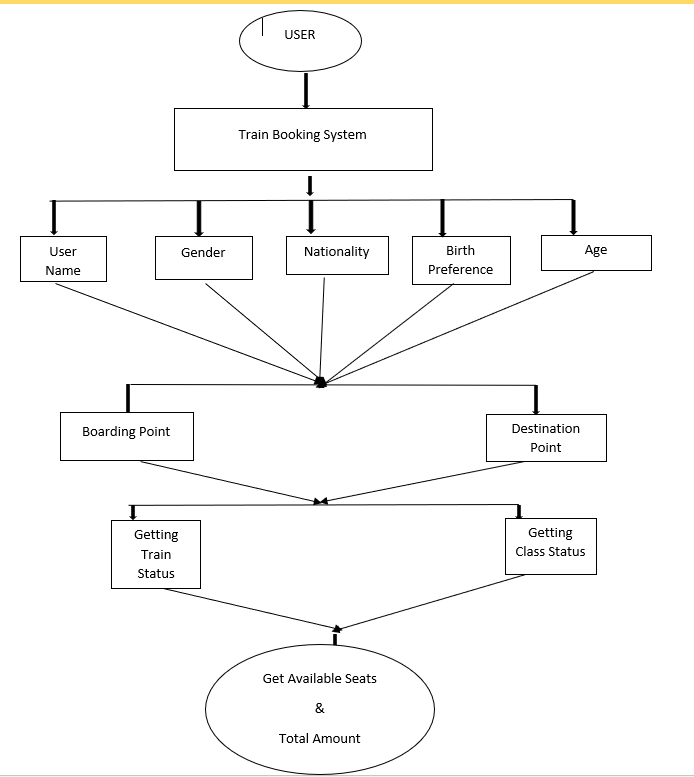 USER
Train Booking System
User
Name
Gender
Nationality
Birth
Preference
Age
Boarding Point
Destination
Point
Getting
Train
Status
Getting
Class Status
Get Available Seats
&
Total Amount